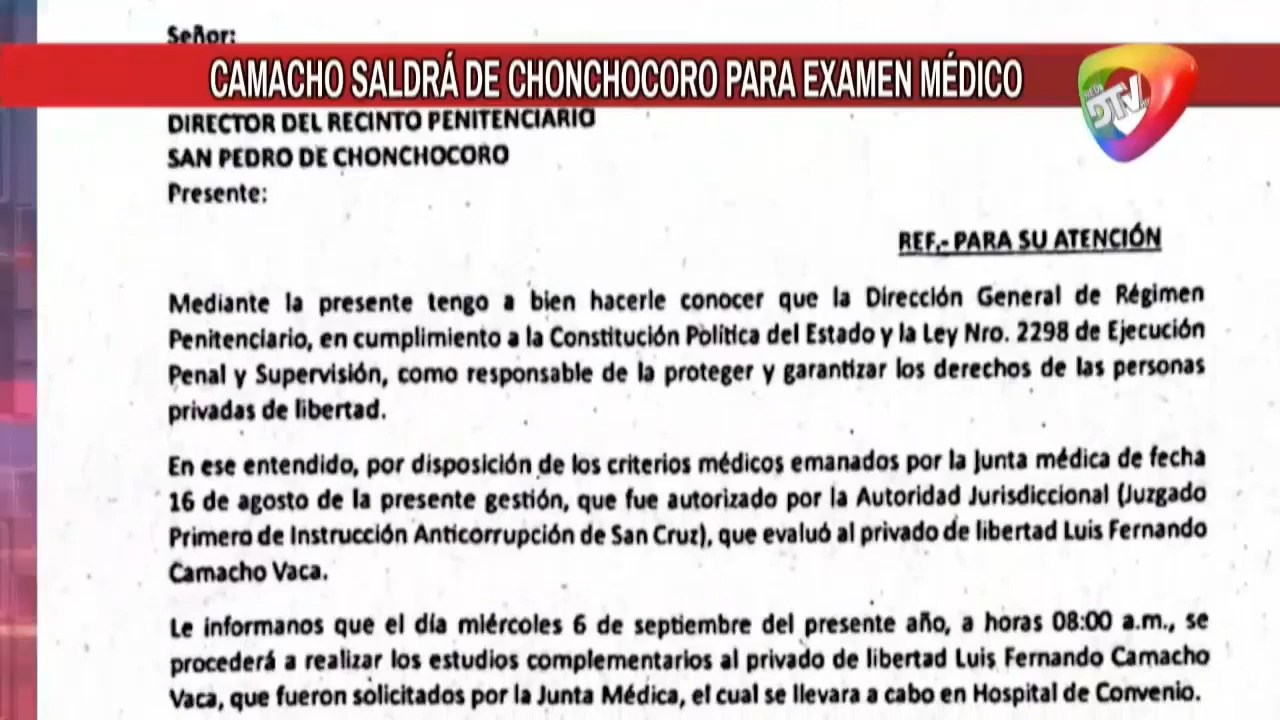 Señor:
CAMACHO SALDRÁ DE CHONCHOCORO PARA EXAMEN MÉDICO
DTV
DIRECTOR DEL RECINTO PENITENCIARIO
SAN PEDRO DE CHONCHOCORO
Presente:
REF.- PARA SU ATENCIÓN
Mediante la presente tengo a bien hacerle conocer que la Dirección General de Régimen
Penitenciario, en cumplimiento a la Constitución Política del Estado y la Ley Nro. 2298 de Ejecución
Penal y Supervisión, como responsable de la proteger y garantizar los derechos de las personas
privadas de libertad.
En ese entendido, por disposición de los criterios médicos emanados por la Junta médica de fecha
16 de agosto de la presente gestión, que fue autorizado por la Autoridad Jurisdiccional (Juzgado
Primero de Instrucción Anticorrupción de San Cruz), que evaluó al privado de libertad Luis Fernando
Camacho Vaca.
Le informanos que el día miércoles 6 de septiembre del presente año, a horas 08:00 a.m., se
procederá a realizar los estudios complementarios al privado de libertad Luis Fernando Camacho
Vaca, que fueron solicitados por la Junta Médica, el cual se llevara a cabo en Hospital de Convenio.